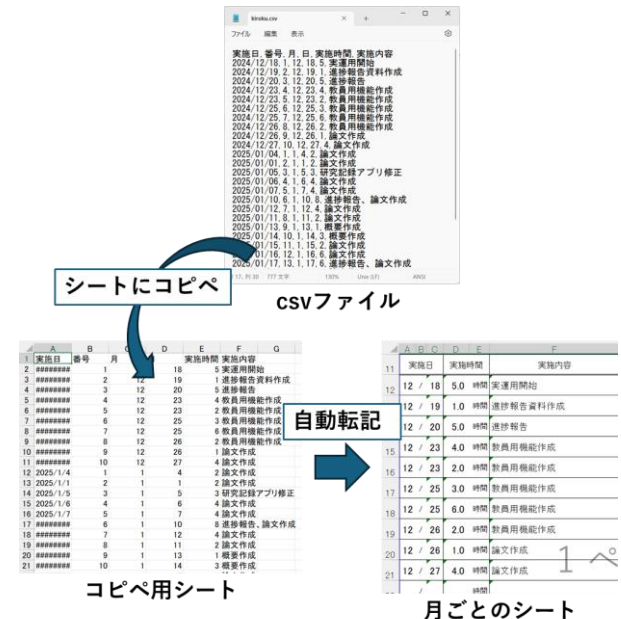 kiroku.csv
ファイル 編集 表示
実施日,番号,月,日,実施時間,実施内容
2024/12/18,1,12,18,5,実運用開始
2024/12/19,2,12,19,1,進捗報告資料作成
2024/12/20,3,12,20,5,進捗報告
2024/12/23,4,12,23,4,教員用機能作成
2024/12/23,5,12,23,2,教員用機能作成
2024/12/25,6,12,25,3,教員用機能作成
2024/12/25,7,12,25,6,教員用機能作成
2024/12/26,8,12,26,2,教員用機能作成
2024/12/26,9,12,26,1,論文作成
2024/12/27,10,12,27,4,論文作成
2025/01/04,1,1,4,2,論文作成
2025/01/01,2,1,1,2,論文作成
2025/01/05,3,1,5,3,研究記録アプリ修正
2025/01/06,4,1,6,4,論文作成
2025/01/07,5,1,7,4,論文作成
2025/01/10,6,1,10,8,進捗報告、論文作成
2025/01/12,7,1,12,4,論文作成
2025/01/11,8,1,11,2,論文作成
2025/01/13,9,1,13,1,概要作成
2025/01/14,10,1,14,3,概要作成
2025/01/15,11,1,15,2,論文作成
2025/01/16,12,1,16,6,論文作成
2025/01/17,13,1,17,6,進捗報告、論文作成
17, 列 30 777 文字 130% ANSI
シートにコピペ
CSVファイル
A B C D E F G
1 実施日 番号 月 実施時間 実施内容
2 ######## 1 18 5 実運用開始
3 ######## 2 12 19 1 進捗報告資料作成
4 ######## 3 12 20 5 進捗報告
5 ######## 4 12 23 4 教員用機能作成
6 ######## 5 12 23 2 教員用機能作成
7 ######## 6 12 25 3 教員用機能作成
8 ######## 7 12 25 6 教員用機能作成
9 ######## 8 12 26 2 教員用機能作成
10 ######## 9 12 26 1 論文作成
11 ######## 10 12 27 4 論文作成
12 2025/1/4 1 1 4 2 論文作成
13 2025/1/1 2 1 1 2 論文作成
14 2025/1/5 3 1 5 3 研究記録アプリ修正
15 2025/1/6 4 1 6 4 論文作成
16 2025/1/7 5 1 7 4 論文作成
17 ######## 6 1 10 8 進捗報告、論文作成
18 ######## 7 1 12 4 論文作成
19 ######## 8 1 11 2 論文作成
20 ######## 9 1 13 1 概要作成
21 ######## 10 1 14 3 概要作成
コピペ用シート
自動転記
A B C D E F
11 実施日 実施時間 実施内容
12 12 / 18 5.0 時間 実運用開始
12 / 19 1.0 時間 進捗報告資料作成
12 / 20 5.0 時間 進捗報告
15 12 / 23 4.0 時間 教員用機能作成
16 12 / 23 2.0 時間 教員用機能作成
17 12 / 25 3.0 時間 教員用機能作成
18 12 / 25 6.0 時間 教員用機能作成
19 12 / 26 2.0 時間 教員用機能作成
20 12 / 26 1.0 時間 論文作成
21 12 / 27 4.0 時間 論文作成
1 ペ
/ 時間
月ごとのシート